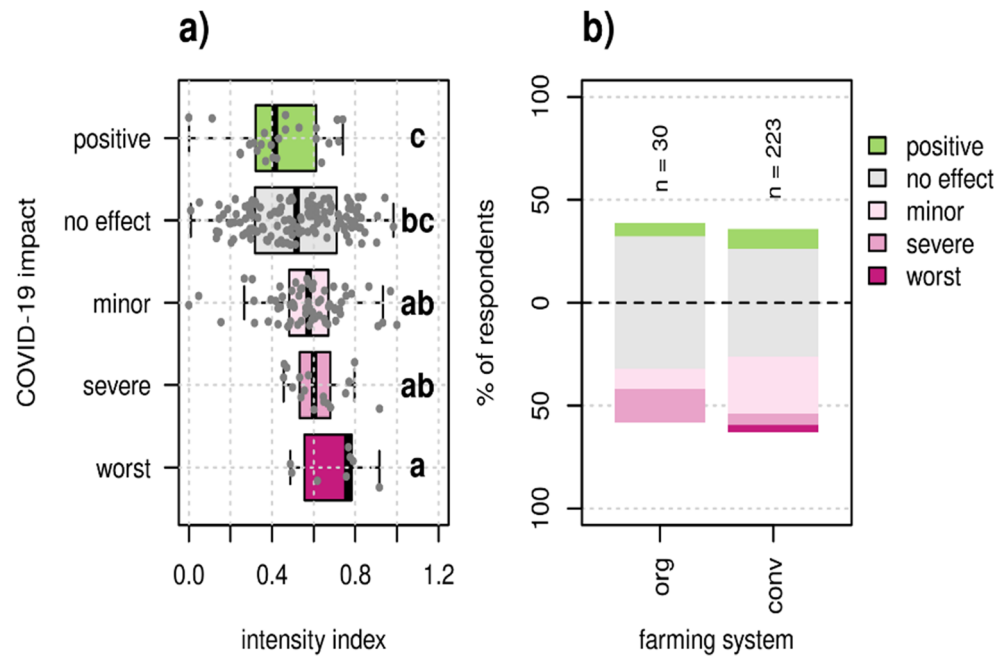 a)
COVID-19 impact
positive
no effect
minor
severe
worst
c
bc
ab
ab
a
0.0 0.4 0.8 1.2
intensity index
b)
% of respondents
100
50
0
50
100
n = 30
n = 223
org
conv
farming system
positive
no effect
minor
severe
worst